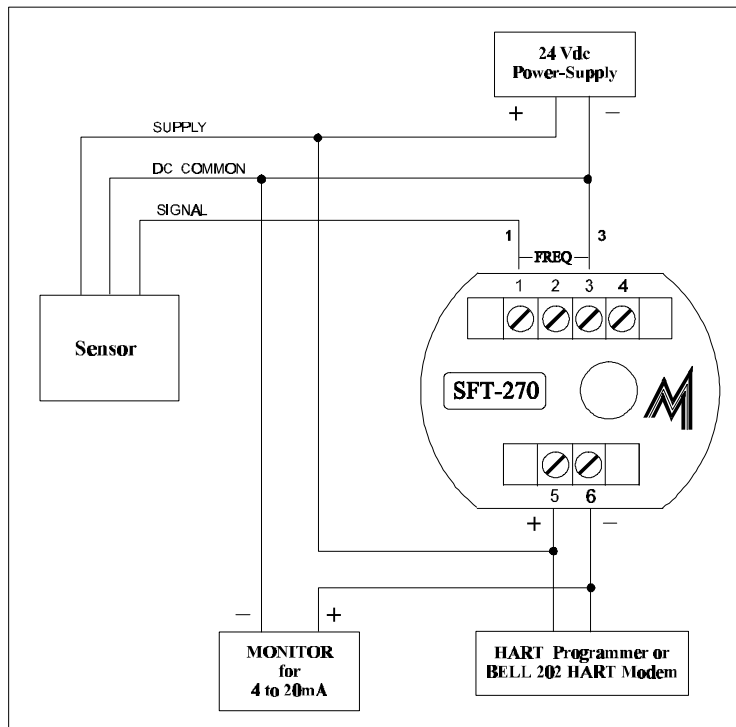 24 Vdc
Power-Supply
+ –
SUPPLY
DC COMMON
SIGNAL
1 3
FREQ
1 2 3 4
Sensor
SFT-270
5 6
+ –
– +
MONITOR
for
4 to 20mA
HART Programmer or
BELL 202 HART Modem